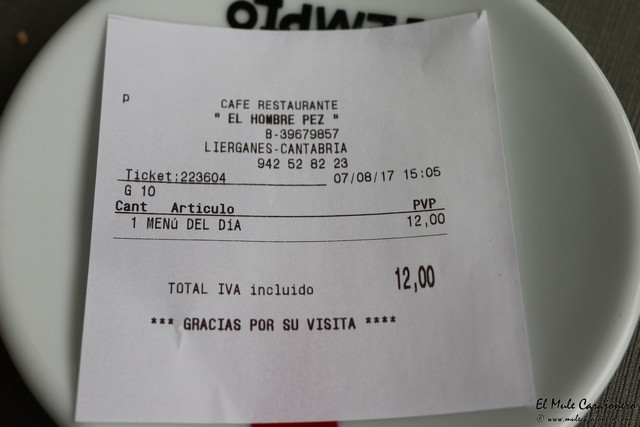 p
CAFE RESTAURANTE
" EL HOMBRE PEZ "
B-39679857
LIERGANES-CANTABRIA
942 52 82 23
Ticket:223604 07/08/17 15:05
G 10
Cant Articulo PVP
1 MENÚ DEL DÍA 12,00
TOTAL IVA incluido 12,00
*** GRACIAS POR SU VISITA ****
El Mule Carajonero